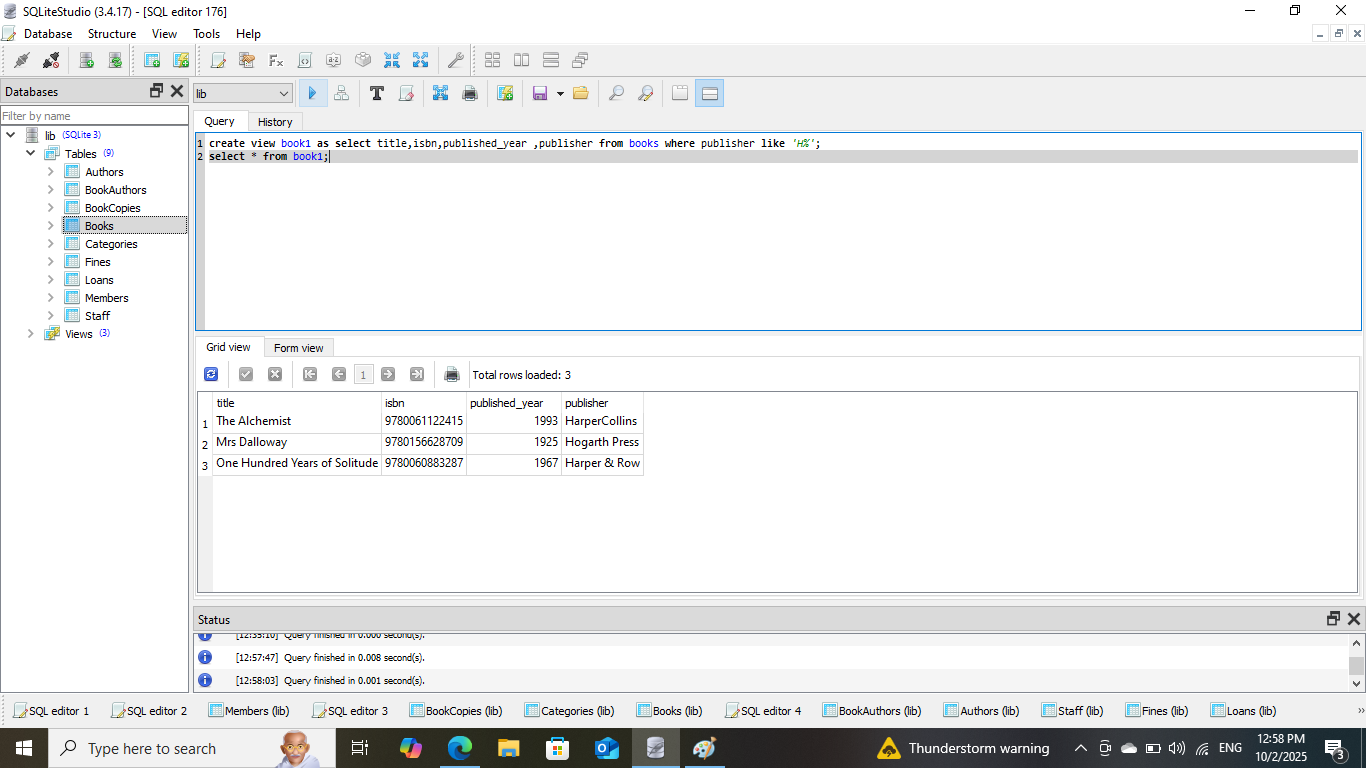 SQLiteStudio (3.4.17) - [SQL editor 176]
Database Structure View Tools Help
Databases
lib
Filter by name
Query History
lib (SQLite 3)
Tables (9)
Authors
BookAuthors
BookCopies
Books
Categories
Fines
Loans
Members
Staff
Views (3)
1 create view book1 as select title,isbn,published_year ,publisher from books where publisher like 'H%';
2 select * from book1;
Grid view Form view
1 Total rows loaded: 3
title isbn published_year publisher
1 The Alchemist 9780061122415 1993 HarperCollins
2 Mrs Dalloway 9780156628709 1925 Hogarth Press
3 One Hundred Years of Solitude 9780060883287 1967 Harper & Row
Status
[12:55:10] Query finished in 0.000 second(s).
[12:57:47] Query finished in 0.008 second(s).
[12:58:03] Query finished in 0.001 second(s).
SQL editor 1 SQL editor 2 Members (lib) SQL editor 3 BookCopies (lib) Categories (lib) Books (lib) SQL editor 4 BookAuthors (lib) Authors (lib) Staff (lib) Fines (lib) Loans (lib) »
Type here to search
Thunderstorm warning
ENG
12:58 PM
10/2/2025
3